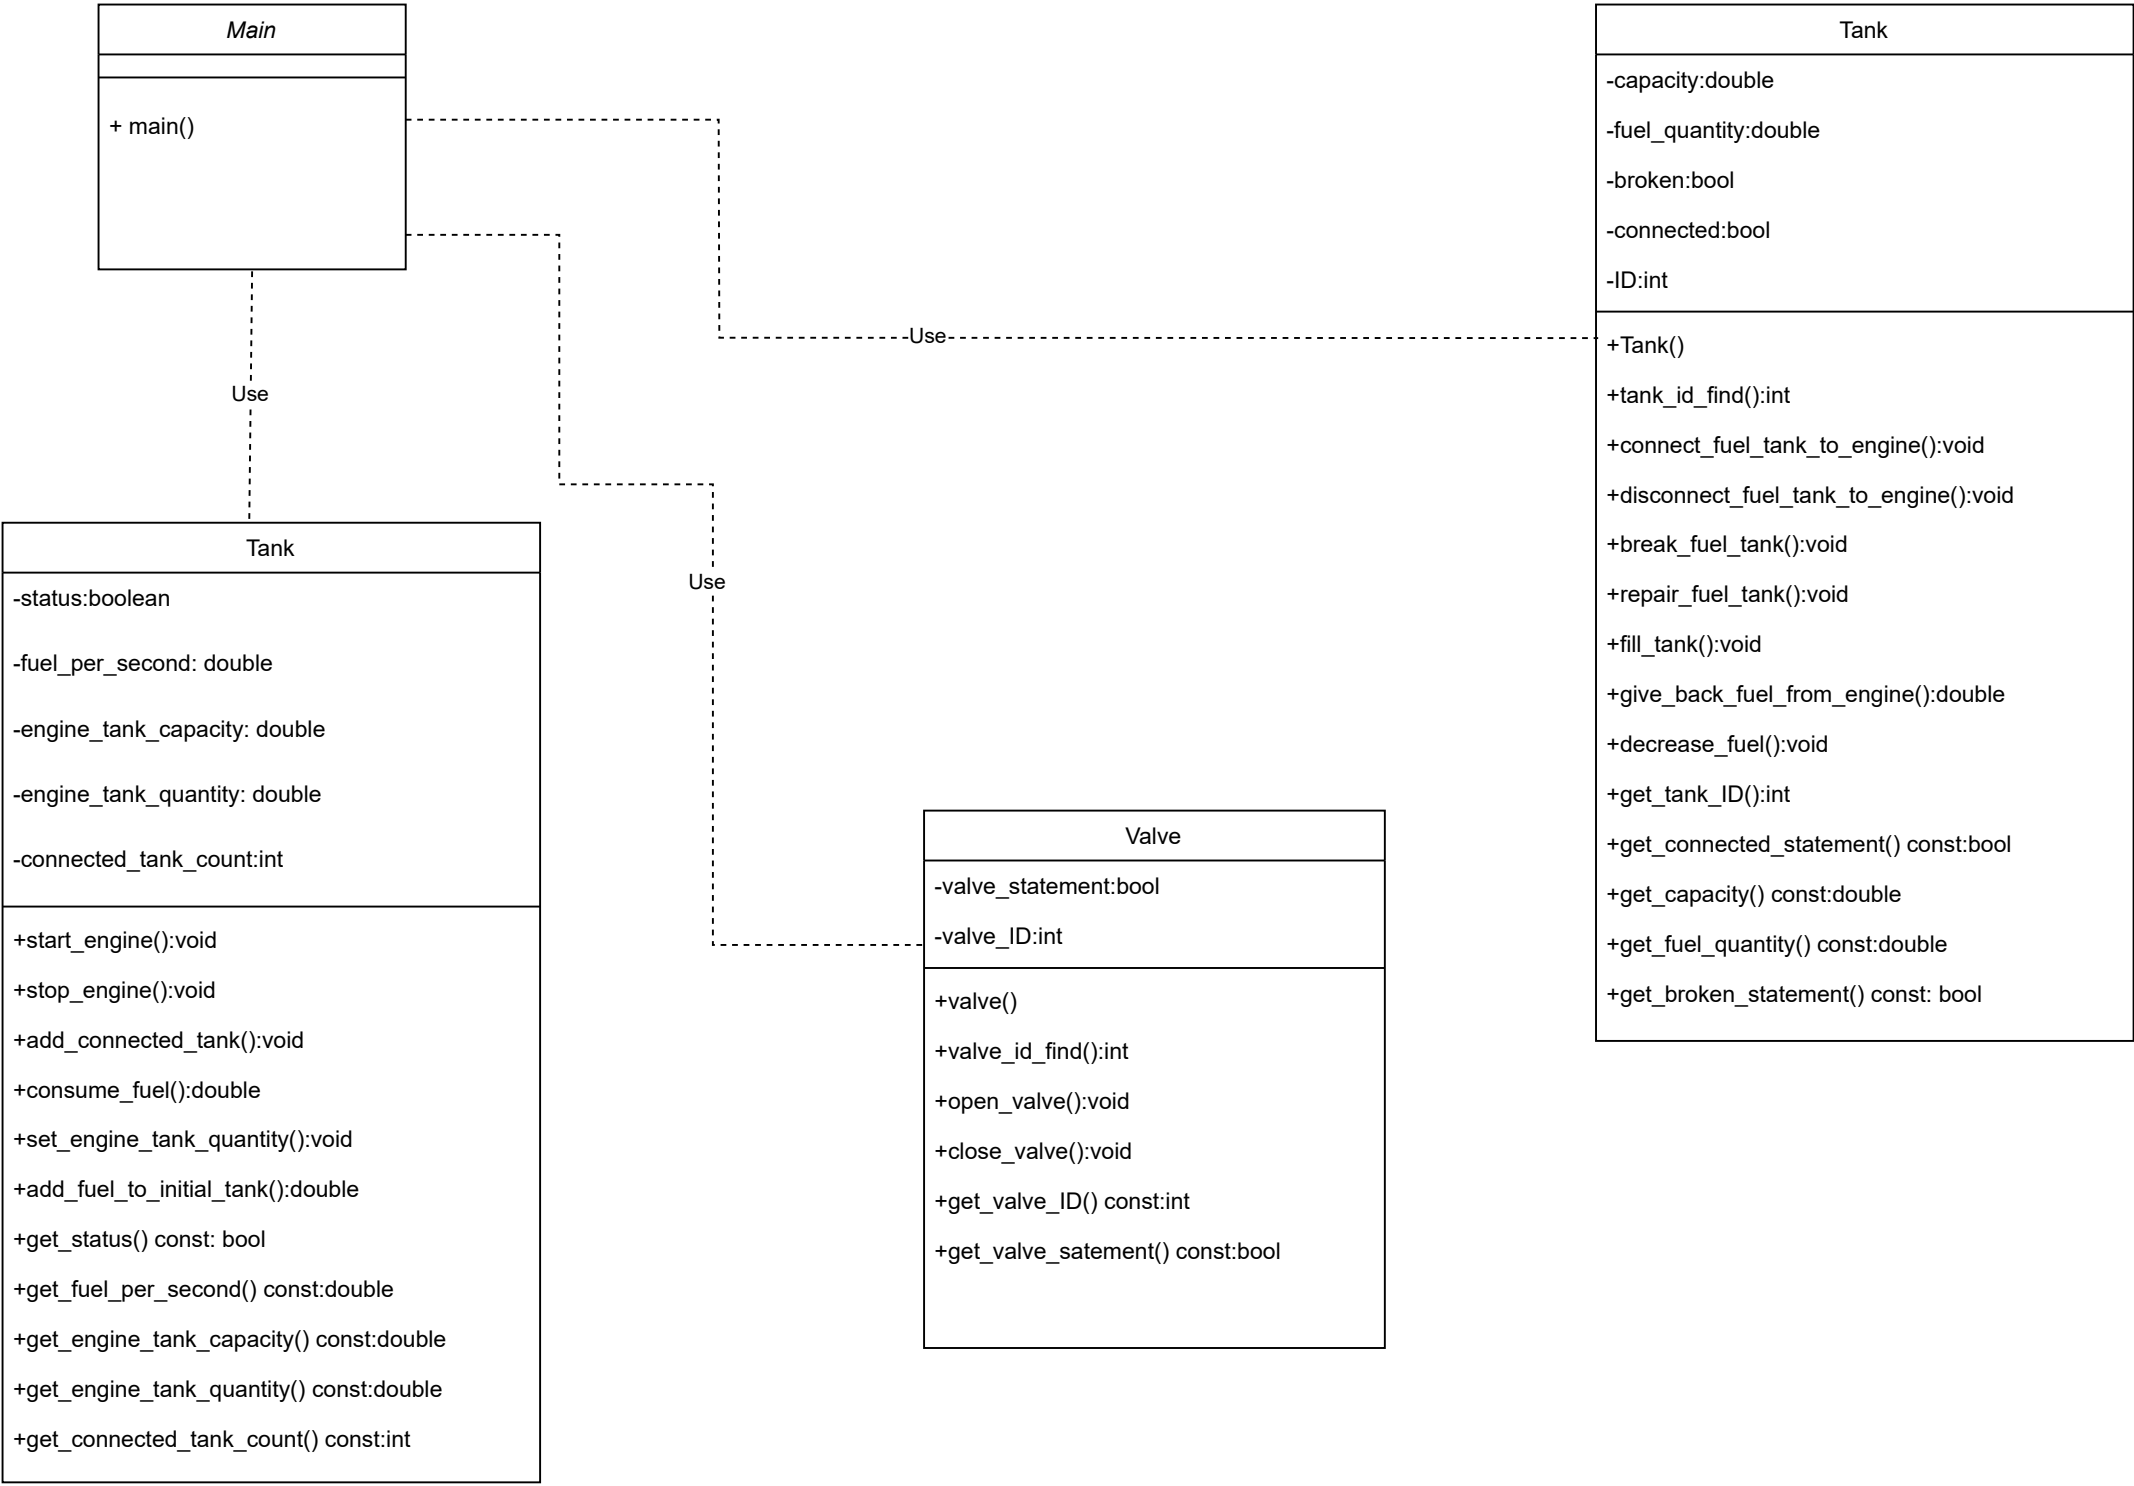 Main
+ main()
Use
Use
Use
Tank
-status:boolean
-fuel_per_second: double
-engine_tank_capacity: double
-engine_tank_quantity: double
-connected_tank_count:int
+start_engine():void
+stop_engine():void
+add_connected_tank():void
+consume_fuel():double
+set_engine_tank_quantity():void
+add_fuel_to_initial_tank():double
+get_status() const: bool
+get_fuel_per_second() const:double
+get_engine_tank_capacity() const:double
+get_engine_tank_quantity() const:double
+get_connected_tank_count() const:int
Valve
-valve_statement:bool
-valve_ID:int
+valve()
+valve_id_find():int
+open_valve():void
+close_valve():void
+get_valve_ID() const:int
+get_valve_satement() const:bool
Tank
-capacity:double
-fuel_quantity:double
-broken:bool
-connected:bool
-ID:int
+Tank()
+tank_id_find():int
+connect_fuel_tank_to_engine():void
+disconnect_fuel_tank_to_engine():void
+break_fuel_tank():void
+repair_fuel_tank():void
+fill_tank():void
+give_back_fuel_from_engine():double
+decrease_fuel():void
+get_tank_ID():int
+get_connected_statement() const:bool
+get_capacity() const:double
+get_fuel_quantity() const:double
+get_broken_statement() const: bool